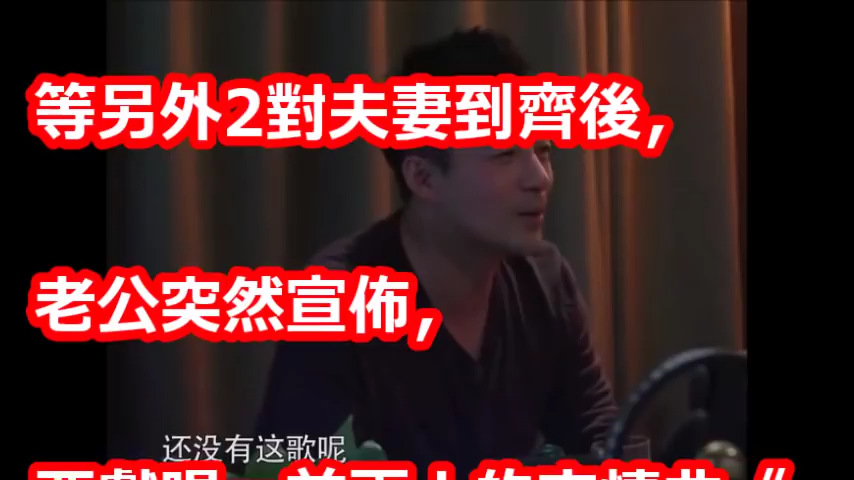 等另外2對夫妻到齊後，
老公突然宣佈，
还没有这歌呢